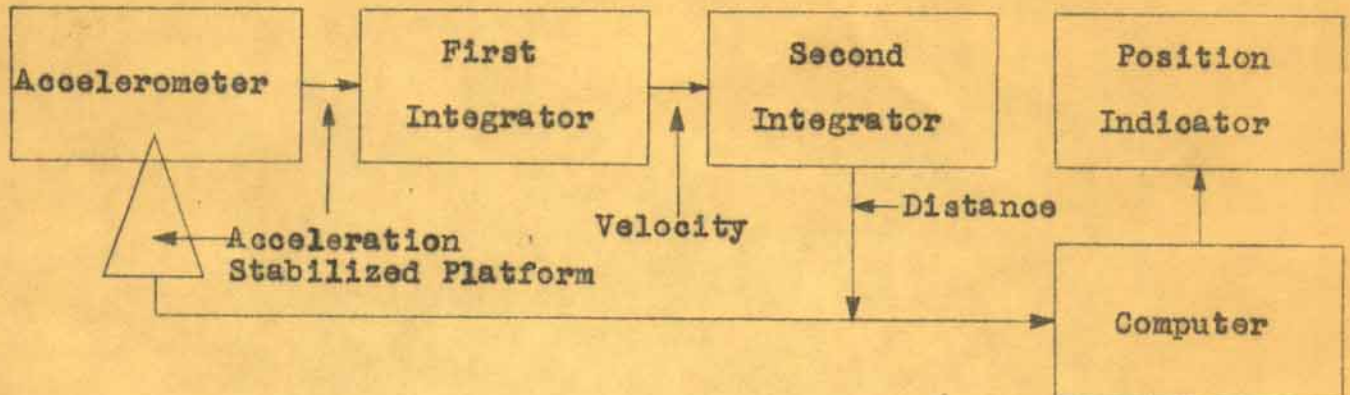 Accelerometer
First
Integrator
Second
Integrator
Position
Indicator
Velocity
Distance
Acceleration
Stabilized Platform
Computer